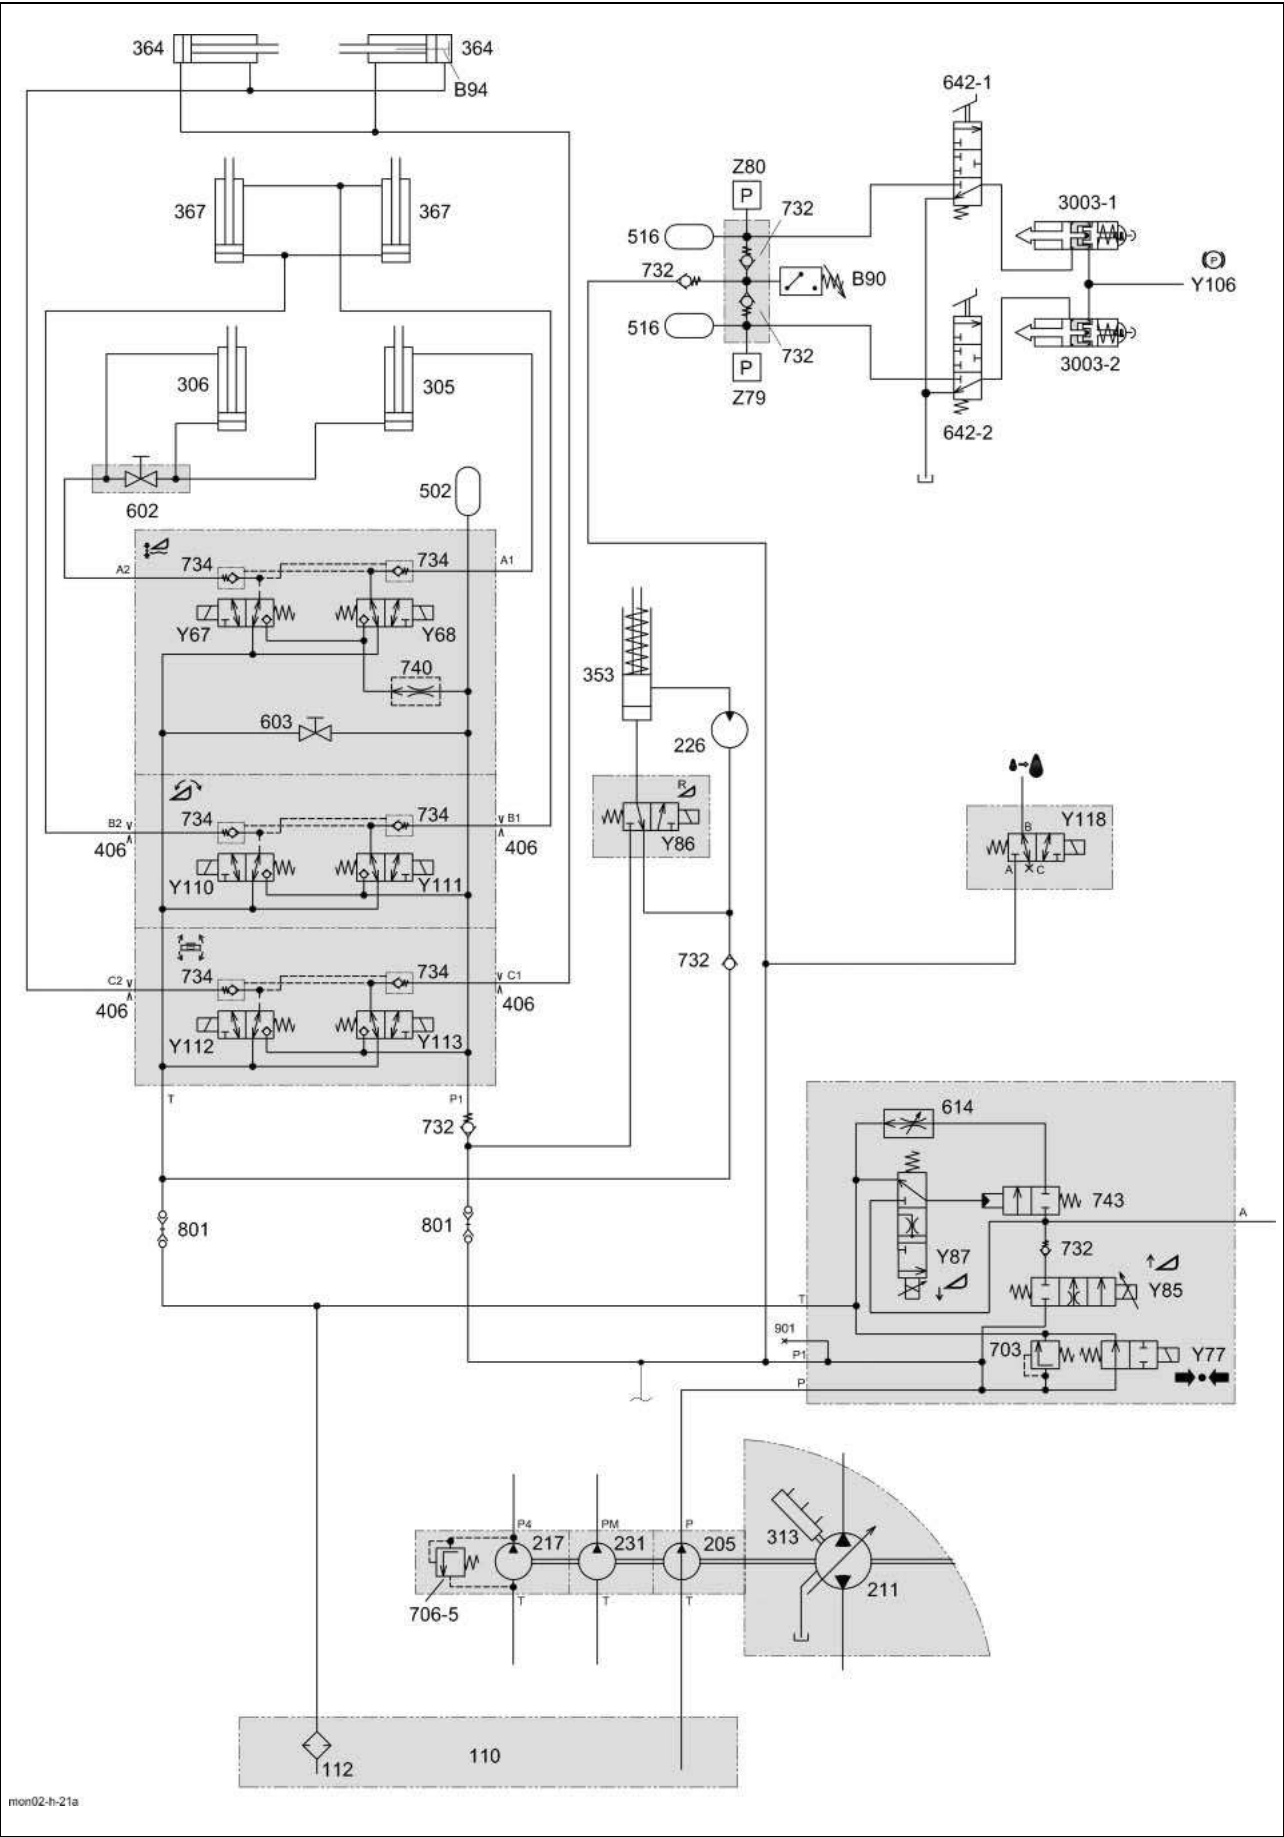 364
364
B94
642-1
Z80
P
732
367
367
3003-1
516
732
B90
P
Y106
516
732
306
305
P
3003-2
Z79
642-2
502
602
734
734
A1
A2
Y67
Y68
740
353
603
226
R
734
734
B2
B1
Y86
B
Y118
406
406
A
C
Y110
Y111
734
734
732
C2
C1
406
406
Y112
Y113
T
P1
614
732
743
A
801
801
732
Y87
Y85
T
901
703
P1
Y77
P
P4
PM
P
217
231
205
313
211
T
T
T
706-5
112
110
mon02-h-21a